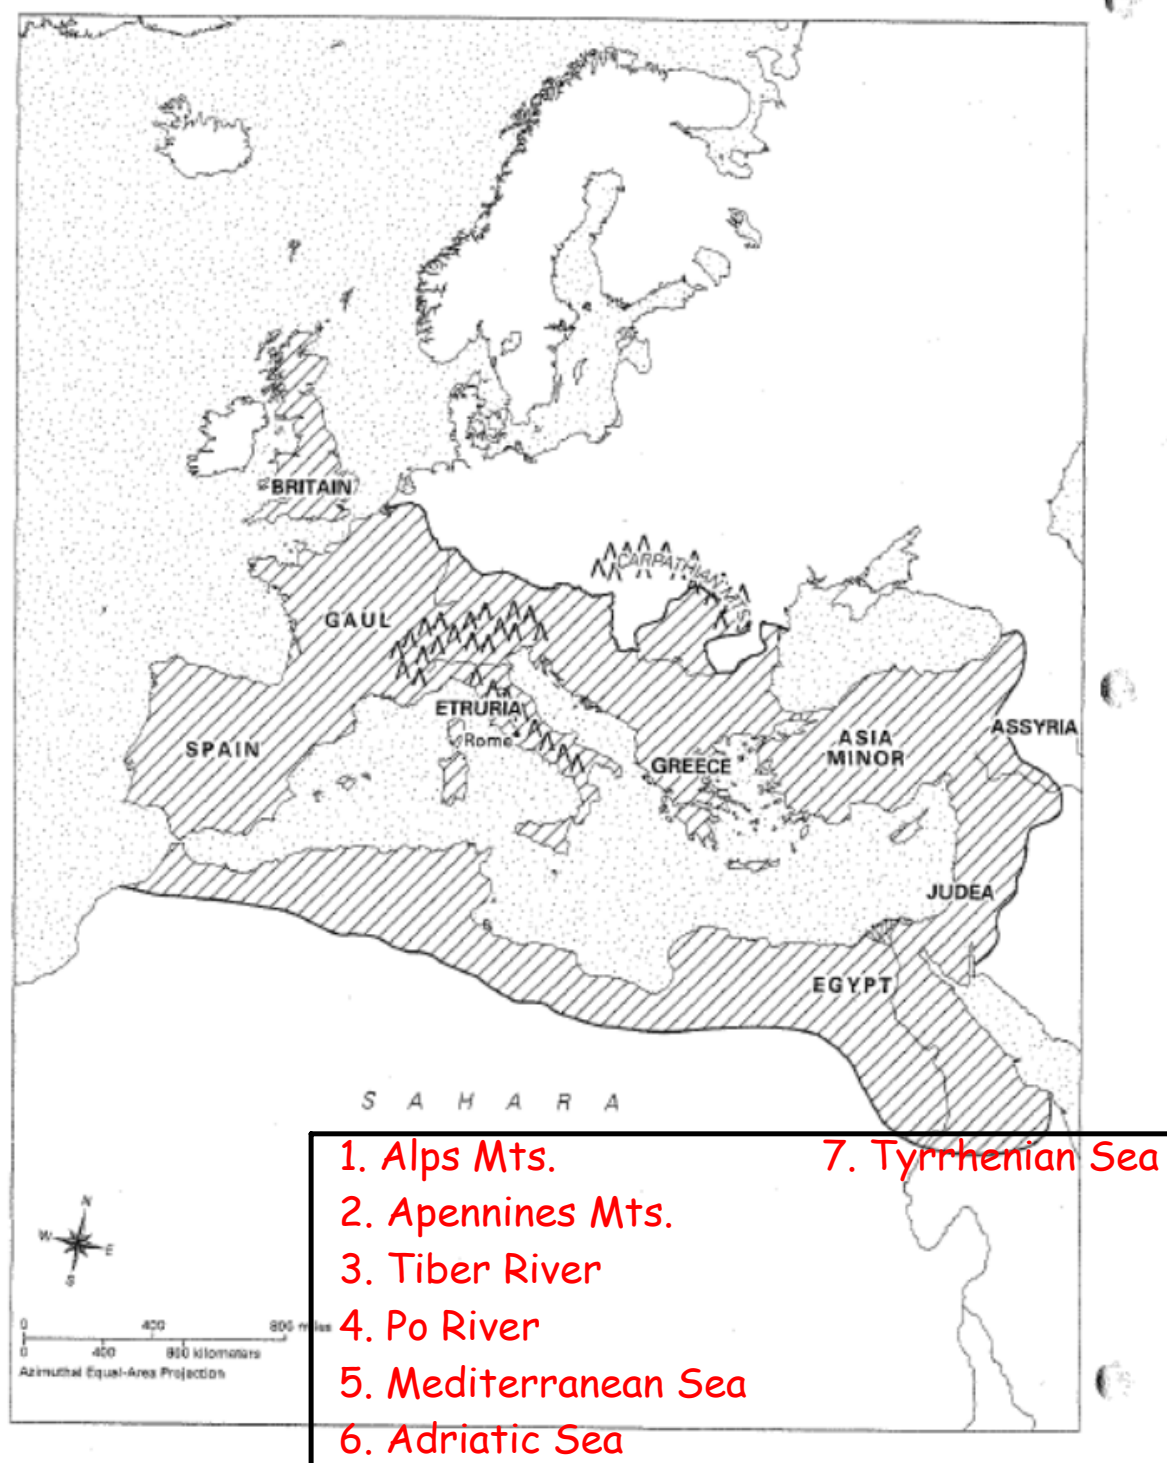 BRITAIN
CARPATHIAN MTS.
GAUL
ETRURIA
Rome
SPAIN
GREECE
ASIA
MINOR
ASSYRIA
JUDEA
EGYPT
SAHARA
N
W
E
S
0 400 800 miles
0 400 800 kilometers
Azimuthal Equal-Area Projection
1. Alps Mts.
2. Apennines Mts.
3. Tiber River
4. Po River
5. Mediterranean Sea
6. Adriatic Sea
7. Tyrrhenian Sea